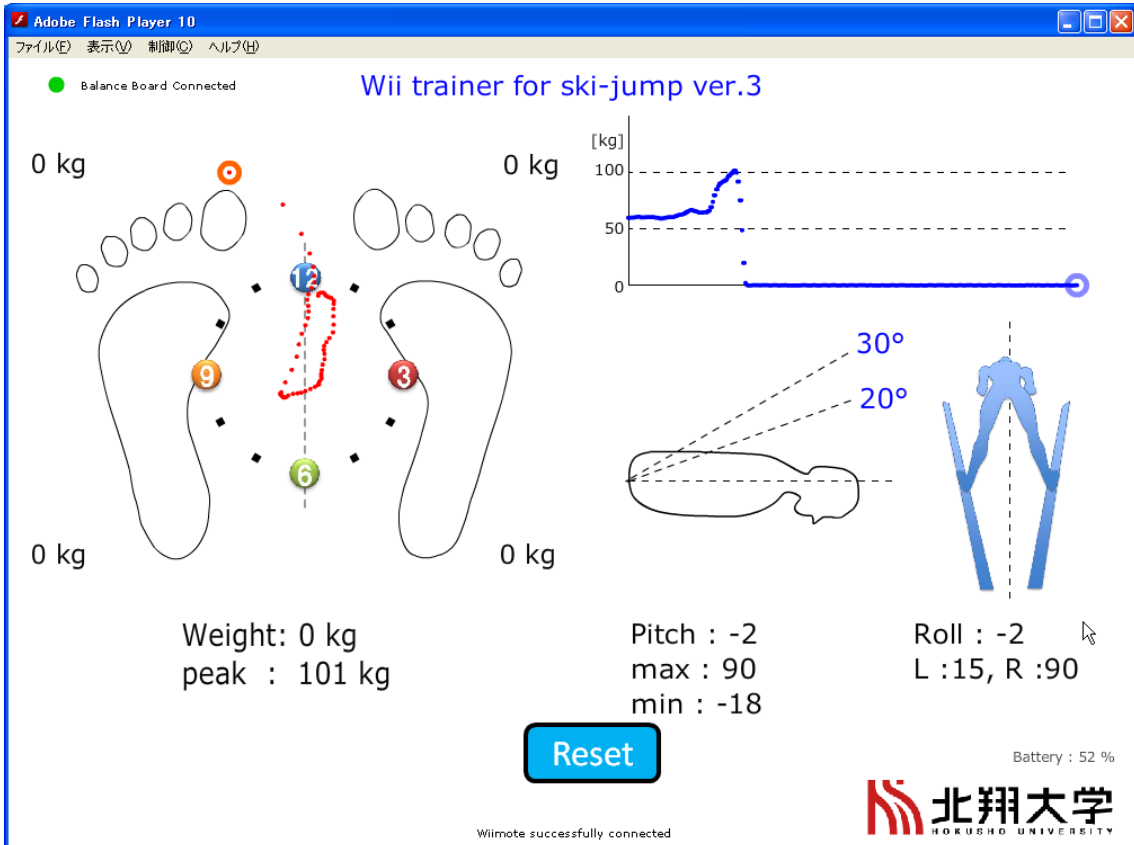 Adobe Flash Player 10
ファイル(F) 表示(V) 制御(C) ヘルプ(H)
Balance Board Connected
Wii trainer for ski-jump ver.3
0 kg
0 kg
12
9
3
6
0 kg
0 kg
[kg]
100
50
0
30°
20°
Weight: 0 kg
peak : 101 kg
Pitch : -2
max : 90
min : -18
Roll : -2
L :15, R :90
Reset
Battery : 52 %
北翔大学
HOKUSHO UNIVERSITY
Wiimote successfully connected